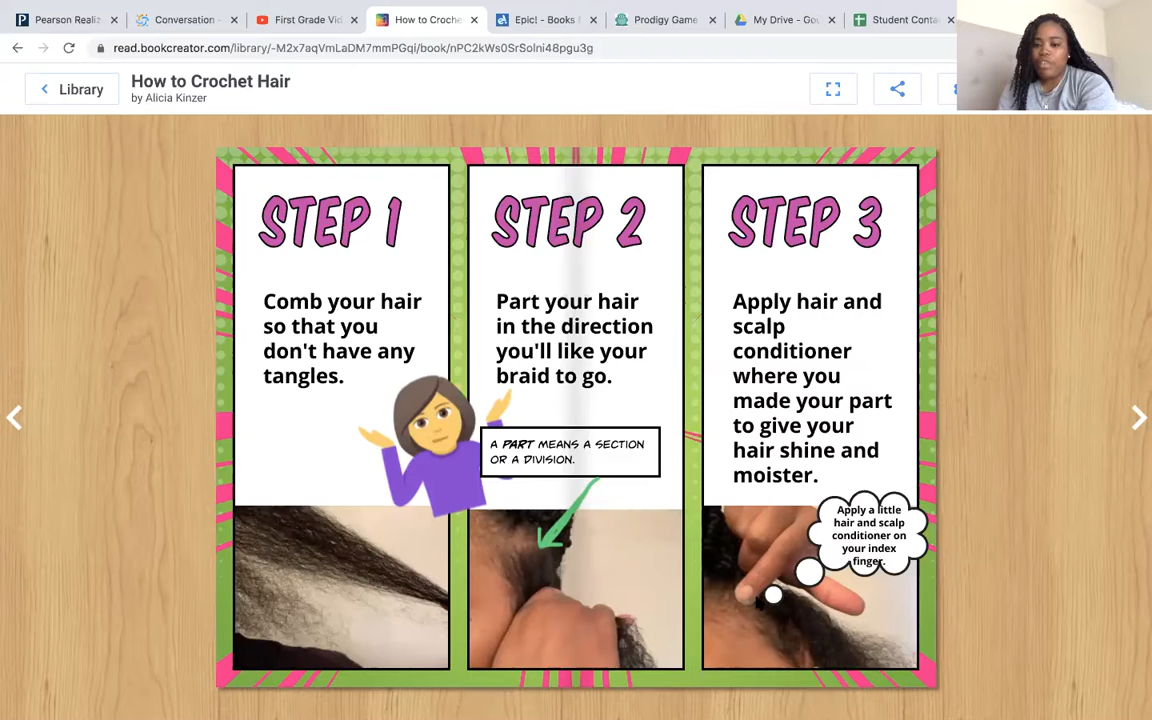 Pearson Realiz
Conversation -
First Grade Vid
How to Croche
Epic! - Books
Prodigy Game
My Drive - Goo
Student Conta
read.bookcreator.com/library/-M2x7aqVmLaDM7mmPGqi/book/nPC2kWs0SrSolni48pgu3g
Library
How to Crochet Hair
by Alicia Kinzer
STEP 1
Comb your hair
so that you
don't have any
tangles.
STEP 2
Part your hair
in the direction
you'll like your
braid to go.
A PART MEANS A SECTION
OR A DIVISION.
STEP 3
Apply hair and
scalp
conditioner
where you
made your part
to give your
hair shine and
moister.
Apply a little
hair and scalp
conditioner on
your index
finger.